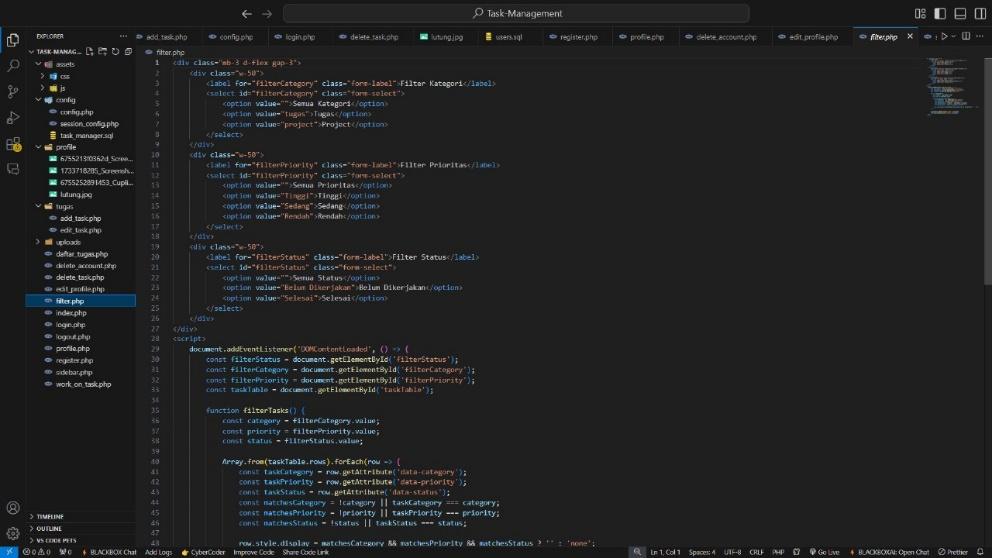 Task-Management
EXPLORER
add_task.php
config.php
login.php
delete_task.php
lutung.jpg
users.sql
register.php
profile.php
delete_account.php
edit_profile.php
filter.php
TASK-MANAG...
filter.php
assets
css
js
config
config.php
session_config.php
task_manager.sql
profile
1733718285_Screensh...
lutung.jpg
tugas
add_task.php
edit_task.php
uploads
daftar_tugas.php
delete_account.php
delete_task.php
edit_profile.php
filter.php
index.php
login.php
logout.php
profile.php
register.php
sidebar.php
work_on_task.php
TIMELINE
OUTLINE
VS CODE PETS
1 <div class="mb-3 d-flex gap-3">
2 <div class="w-50">
3 <label for="filterCategory" class="form-label">Filter Kategori</label>
4 <select id="filterCategory" class="form-select">
5 <option value="">Semua Kategori</option>
6 <option value="tugas">Tugas</option>
7 <option value="project">Project</option>
8 </select>
9 </div>
10 <div class="w-50">
11 <label for="filterPriority" class="form-label">Filter Prioritas</label>
12 <select id="filterPriority" class="form-select">
13 <option value="">Semua Prioritas</option>
14 <option value="Tinggi">Tinggi</option>
15 <option value="Sedang">Sedang</option>
16 <option value="Rendah">Rendah</option>
17 </select>
18 </div>
19 <div class="w-50">
20 <label for="filterStatus" class="form-label">Filter Status</label>
21 <select id="filterStatus" class="form-select">
22 <option value="">Semua Status</option>
23 <option value="Belum Dikerjakan">Belum Dikerjakan</option>
24 <option value="Selesai">Selesai</option>
25 </select>
26 </div>
27 </div>
28 <script>
29 document.addEventListener('DOMContentLoaded', () => {
30 const filterStatus = document.getElementById('filterStatus');
31 const filterCategory = document.getElementById('filterCategory');
32 const filterPriority = document.getElementById('filterPriority');
33 const taskTable = document.getElementById('taskTable');
34
35 function filterTasks() {
36 const category = filterCategory.value;
37 const priority = filterPriority.value;
38 const status = filterStatus.value;
39
40 Array.from(taskTable.rows).forEach(row => {
41 const taskCategory = row.getAttribute('data-category');
42 const taskPriority = row.getAttribute('data-priority');
43 const taskStatus = row.getAttribute('data-status');
44 const matchesCategory = !category || taskCategory === category;
45 const matchesPriority = !priority || taskPriority === priority;
46 const matchesStatus = !status || taskStatus === status;
row.style.display = matchesCategory && matchesPriority && matchesStatus ? '' : 'none';
0 0 0 BLACKBOX Chat Add Logs CyberCoder Improve Code Share Code Link
Ln 1, Col 1 Spaces: 4 UTF-8 CRLF PHP Go Live BLACKBOXAI: Open Chat Prettier